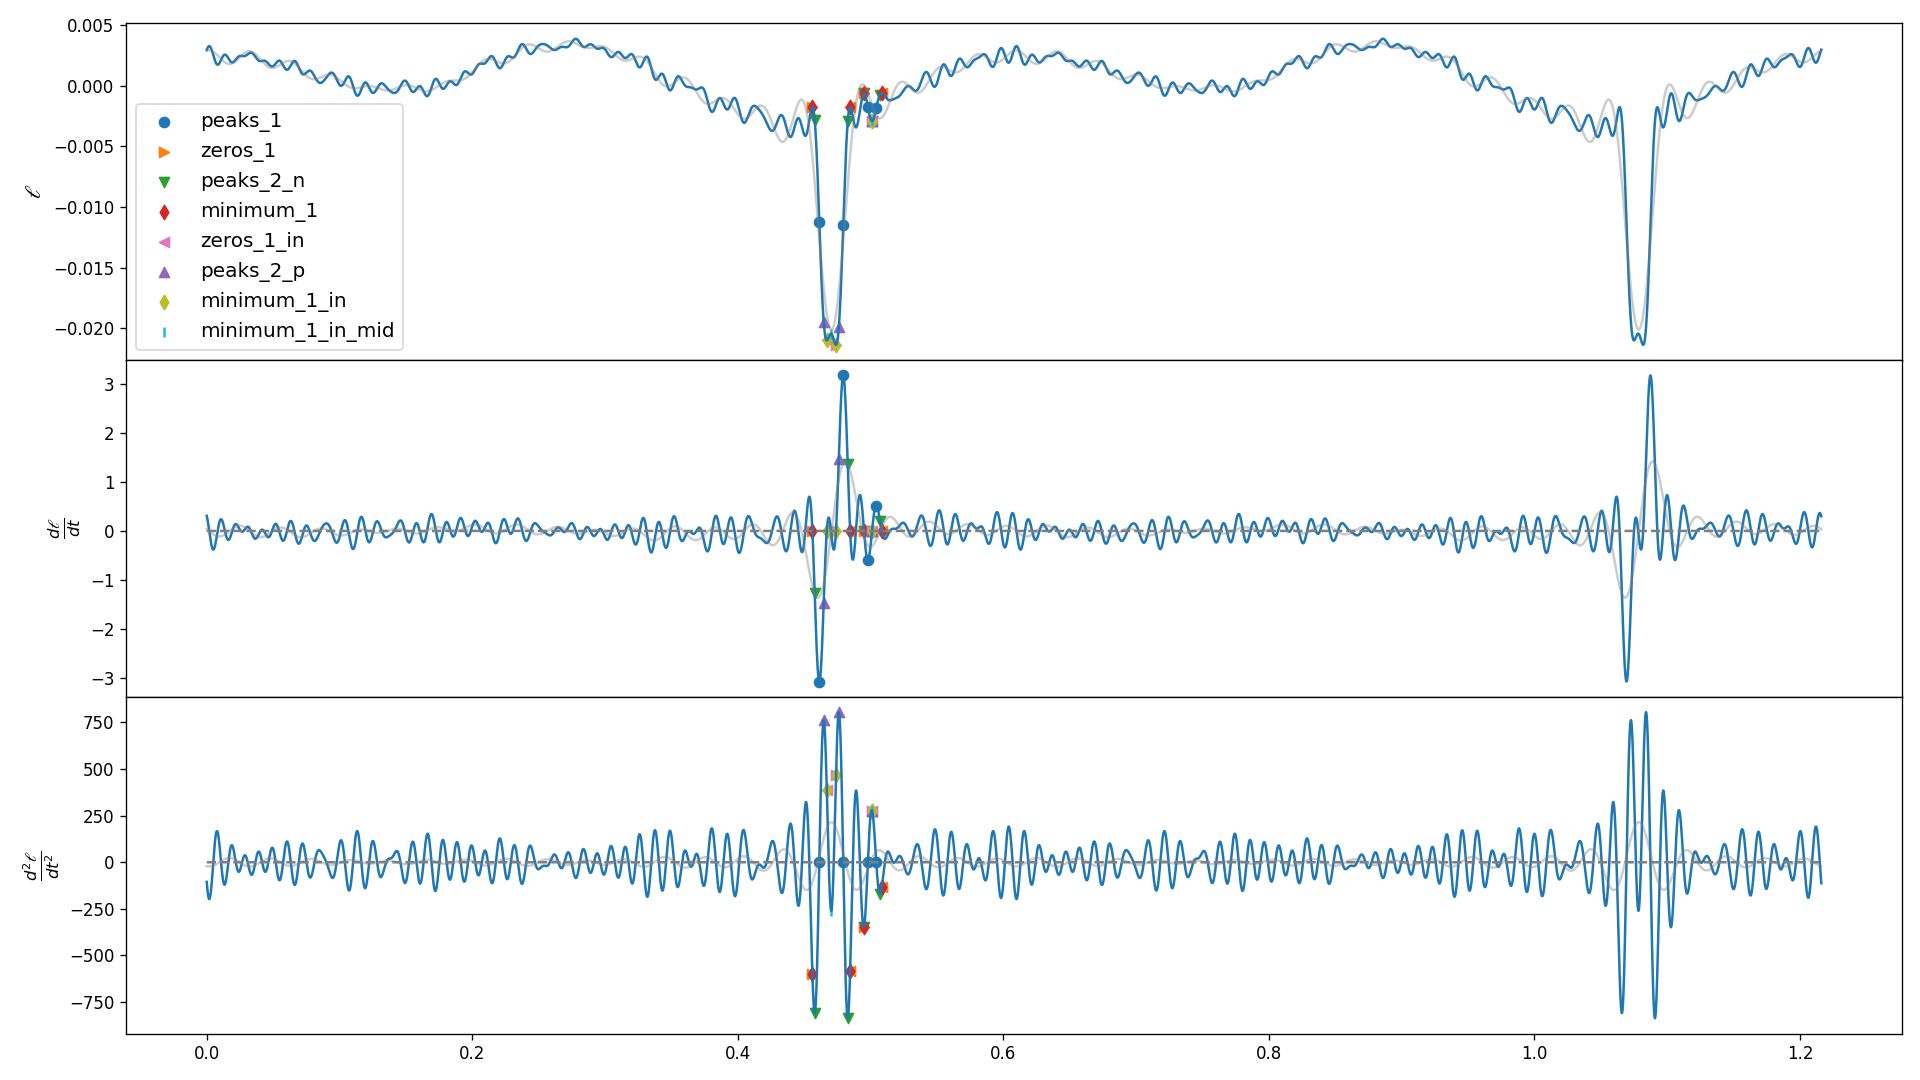 0.005
0.000
−0.005
−0.010
−0.015
−0.020
ℓ
peaks_1
zeros_1
peaks_2_n
minimum_1
zeros_1_in
peaks_2_p
minimum_1_in
minimum_1_in_mid
3
2
1
0
−1
−2
−3
dℓ
dt
750
500
250
0
−250
−500
−750
d²ℓ
dt²
0.0 0.2 0.4 0.6 0.8 1.0 1.2